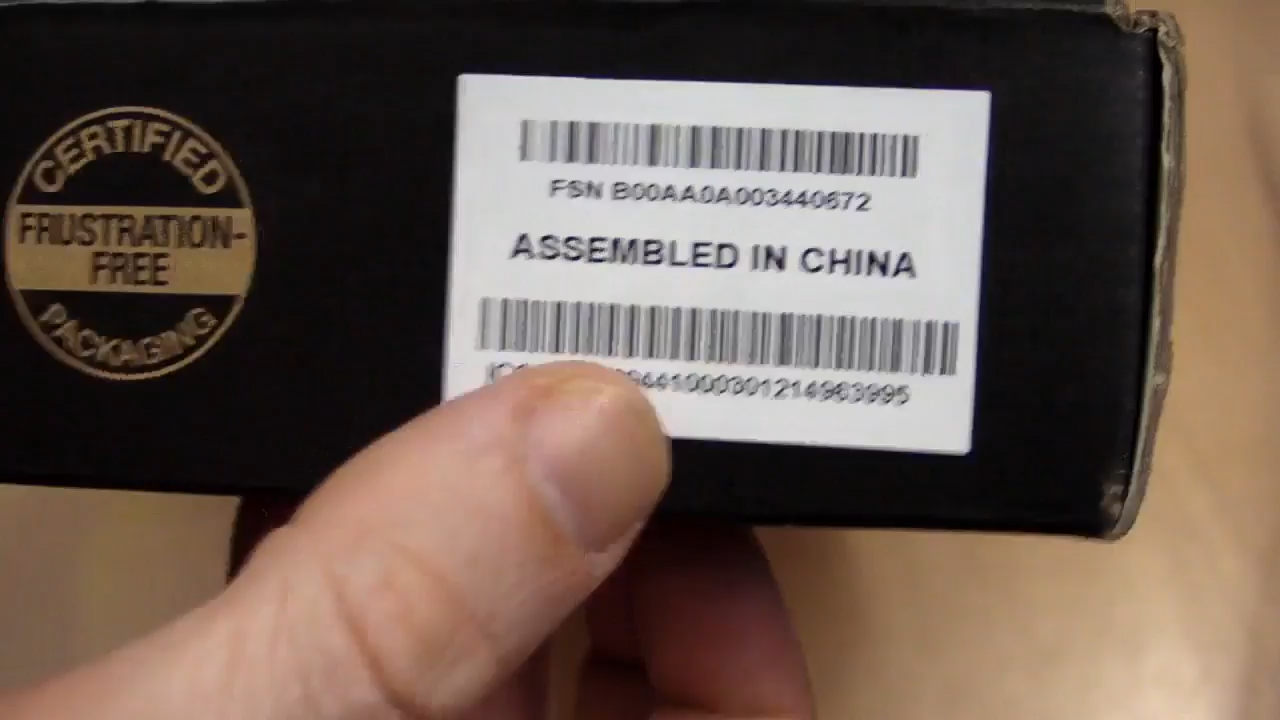 CERTIFIED
FRUSTRATION-
FREE
PACKAGING
FSN B00AA0A003440672
ASSEMBLED IN CHINA